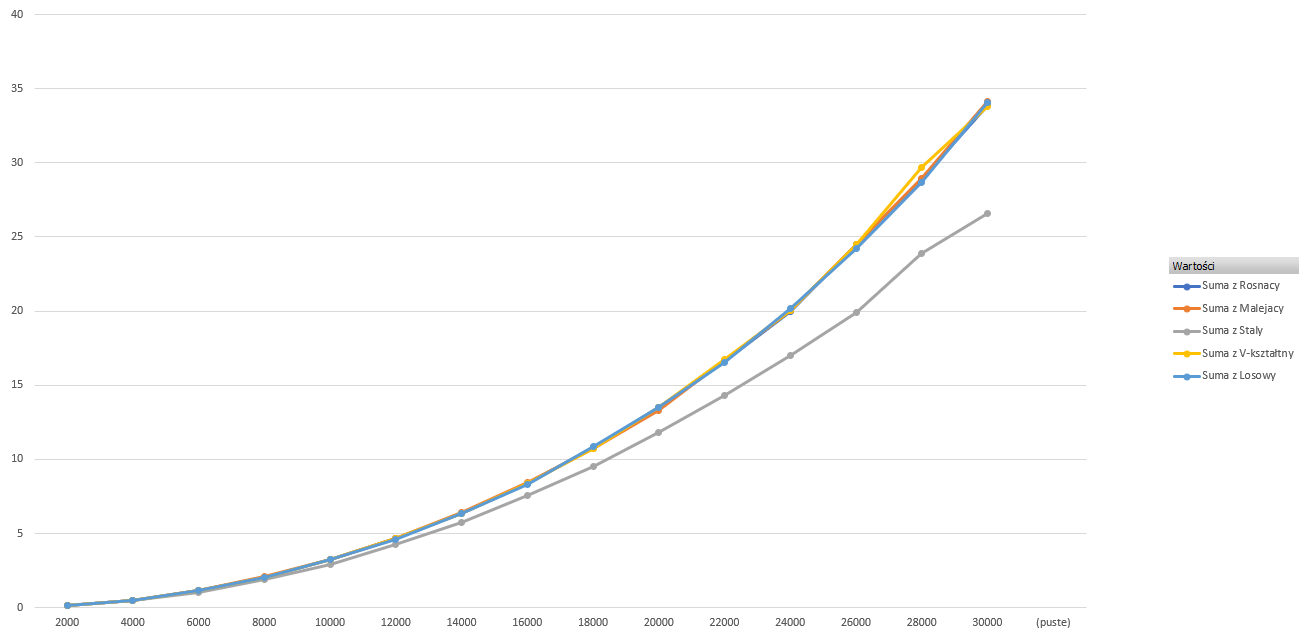 40
35
30
25
20
15
10
5
0
2000 4000 6000 8000 10000 12000 14000 16000 18000 20000 22000 24000 26000 28000 30000 (puste)
Wartości
Suma z Rosnacy
Suma z Malejacy
Suma z Staly
Suma z V-kształtny
Suma z Losowy